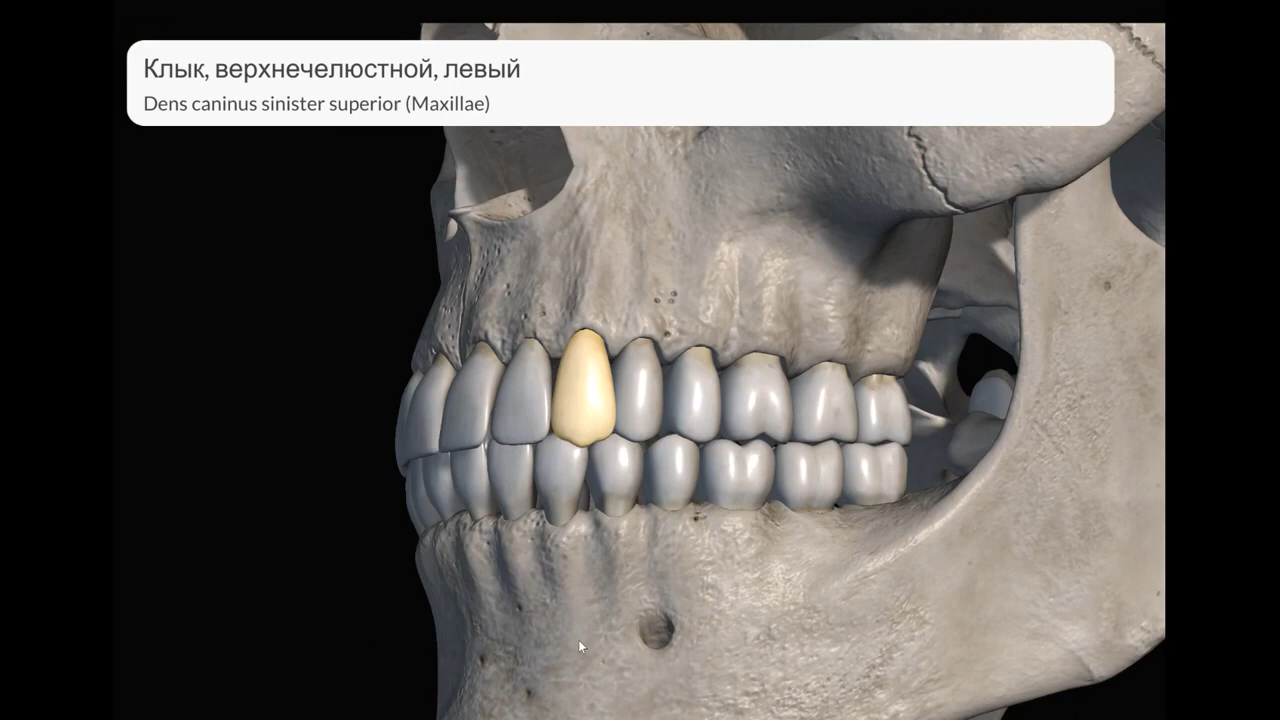 Клык, верхнечелюстной, левый
Dens caninus sinister superior (Maxillae)